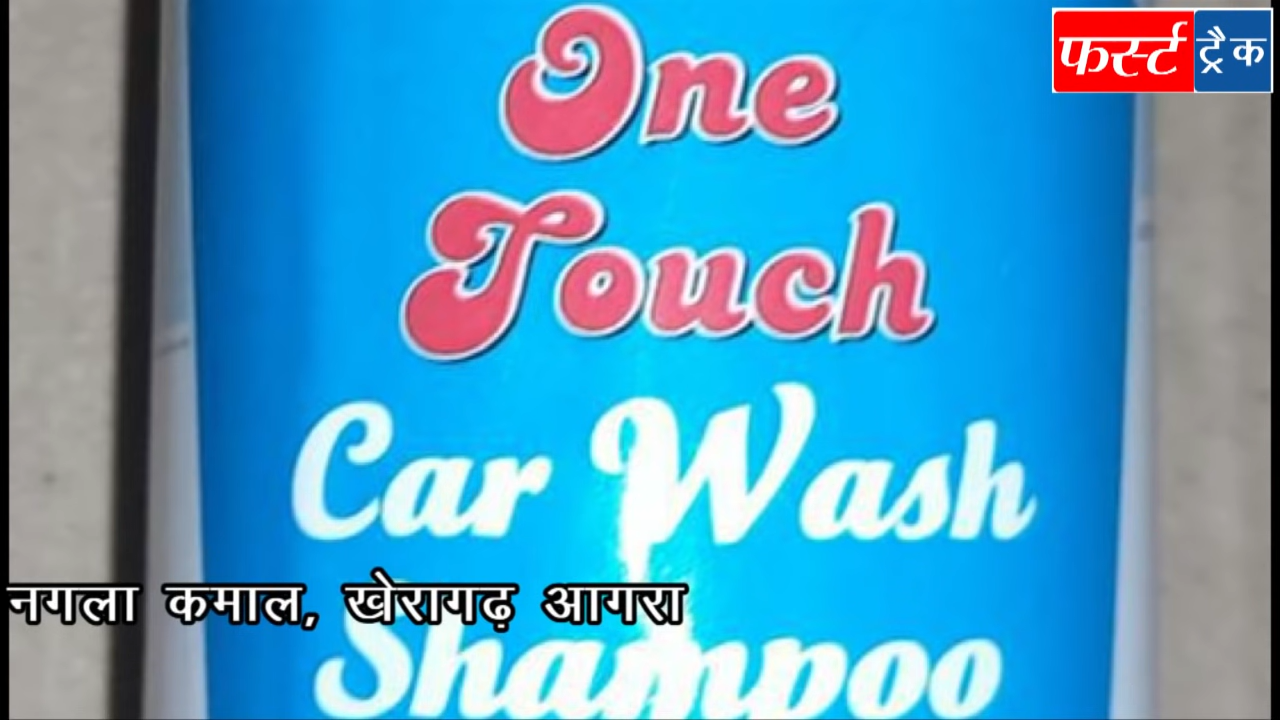 फर्स्ट ट्रैक
One
Touch
Car Wash
नगला कमाल, खेरागढ़ आगरा
Shampoo